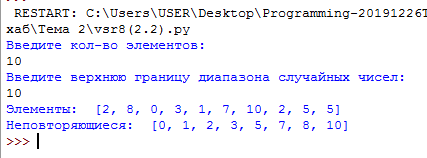 RESTART: C:\Users\USER\Desktop\Programming-20191226T
хаб\Тема 2\vsr8(2.2).py
Введите кол-во элементов:
10
Введите верхнюю границу диапазона случайных чисел:
10
Элементы:  [2, 8, 0, 3, 1, 7, 10, 2, 5, 5]
Неповторяющиеся:  [0, 1, 2, 3, 5, 7, 8, 10]
>>>